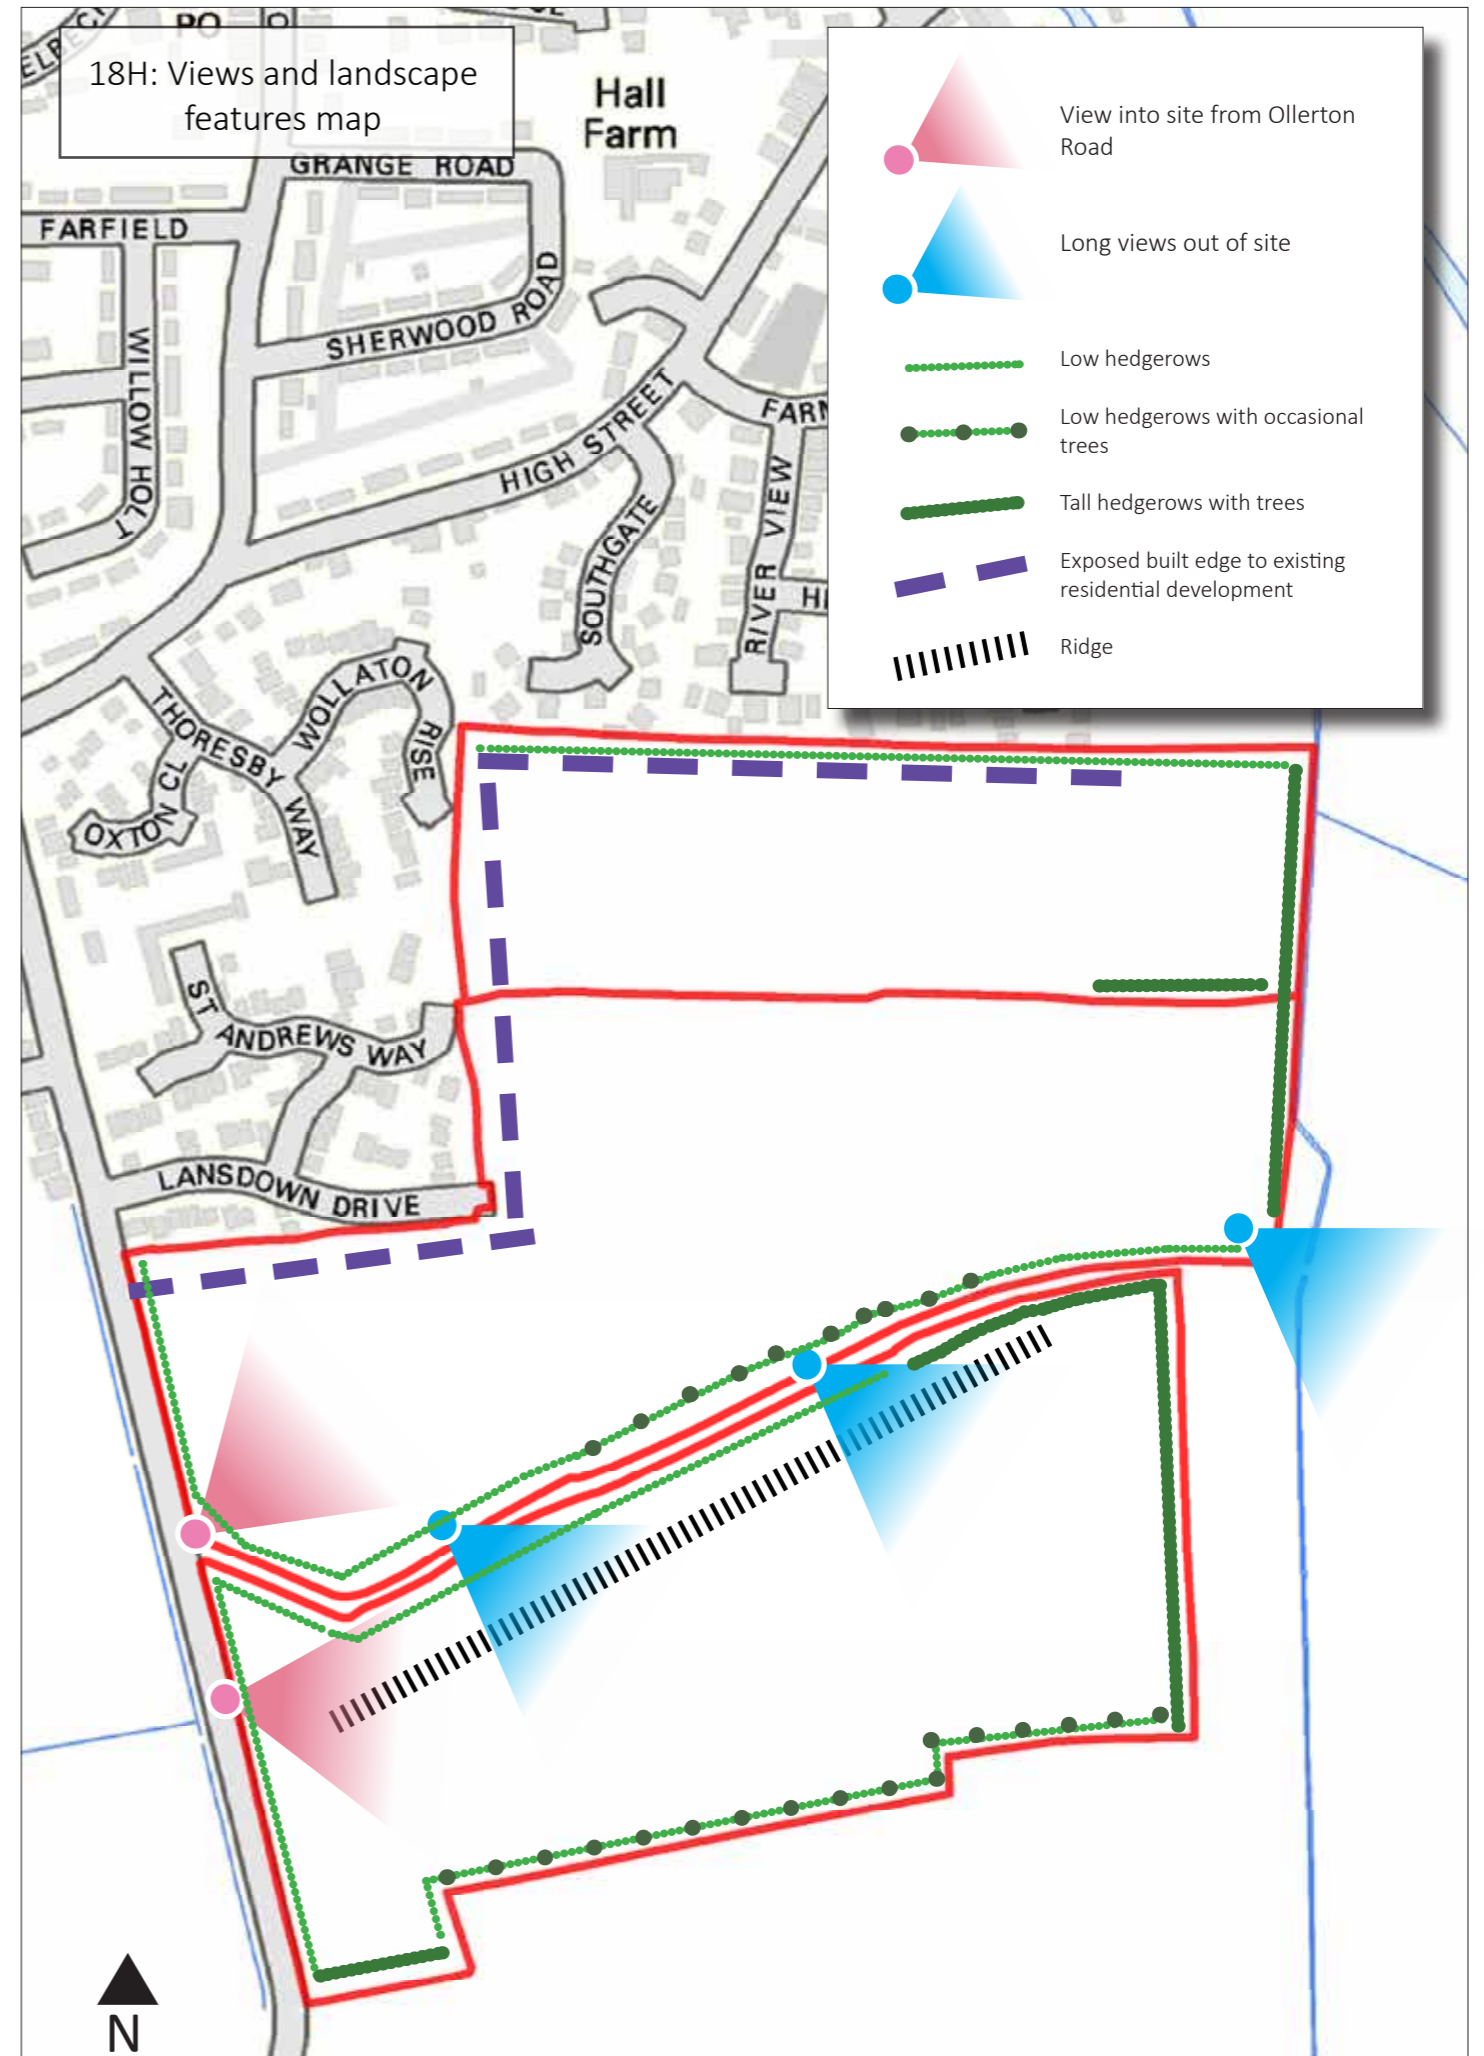 PO
18H: Views and landscape
features map
Hall
Farm
GRANGE ROAD
FARFIELD
SHERWOOD ROAD
WILLOW HOLT
HIGH STREET
SOUTHGATE
RIVER VIEW
THORESBY WAY
WOLLATON RISE
OXTON CL
ST ANDREWS WAY
LANSDOWN DRIVE
View into site from Ollerton
Road
Long views out of site
Low hedgerows
Low hedgerows with occasional
trees
Tall hedgerows with trees
Exposed built edge to existing
residential development
Ridge
N